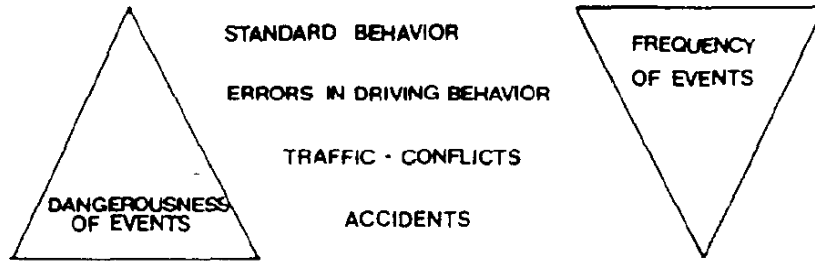 STANDARD BEHAVIOR
ERRORS IN DRIVING BEHAVIOR
TRAFFIC - CONFLICTS
ACCIDENTS
DANGEROUSNESS
OF EVENTS
FREQUENCY
OF EVENTS